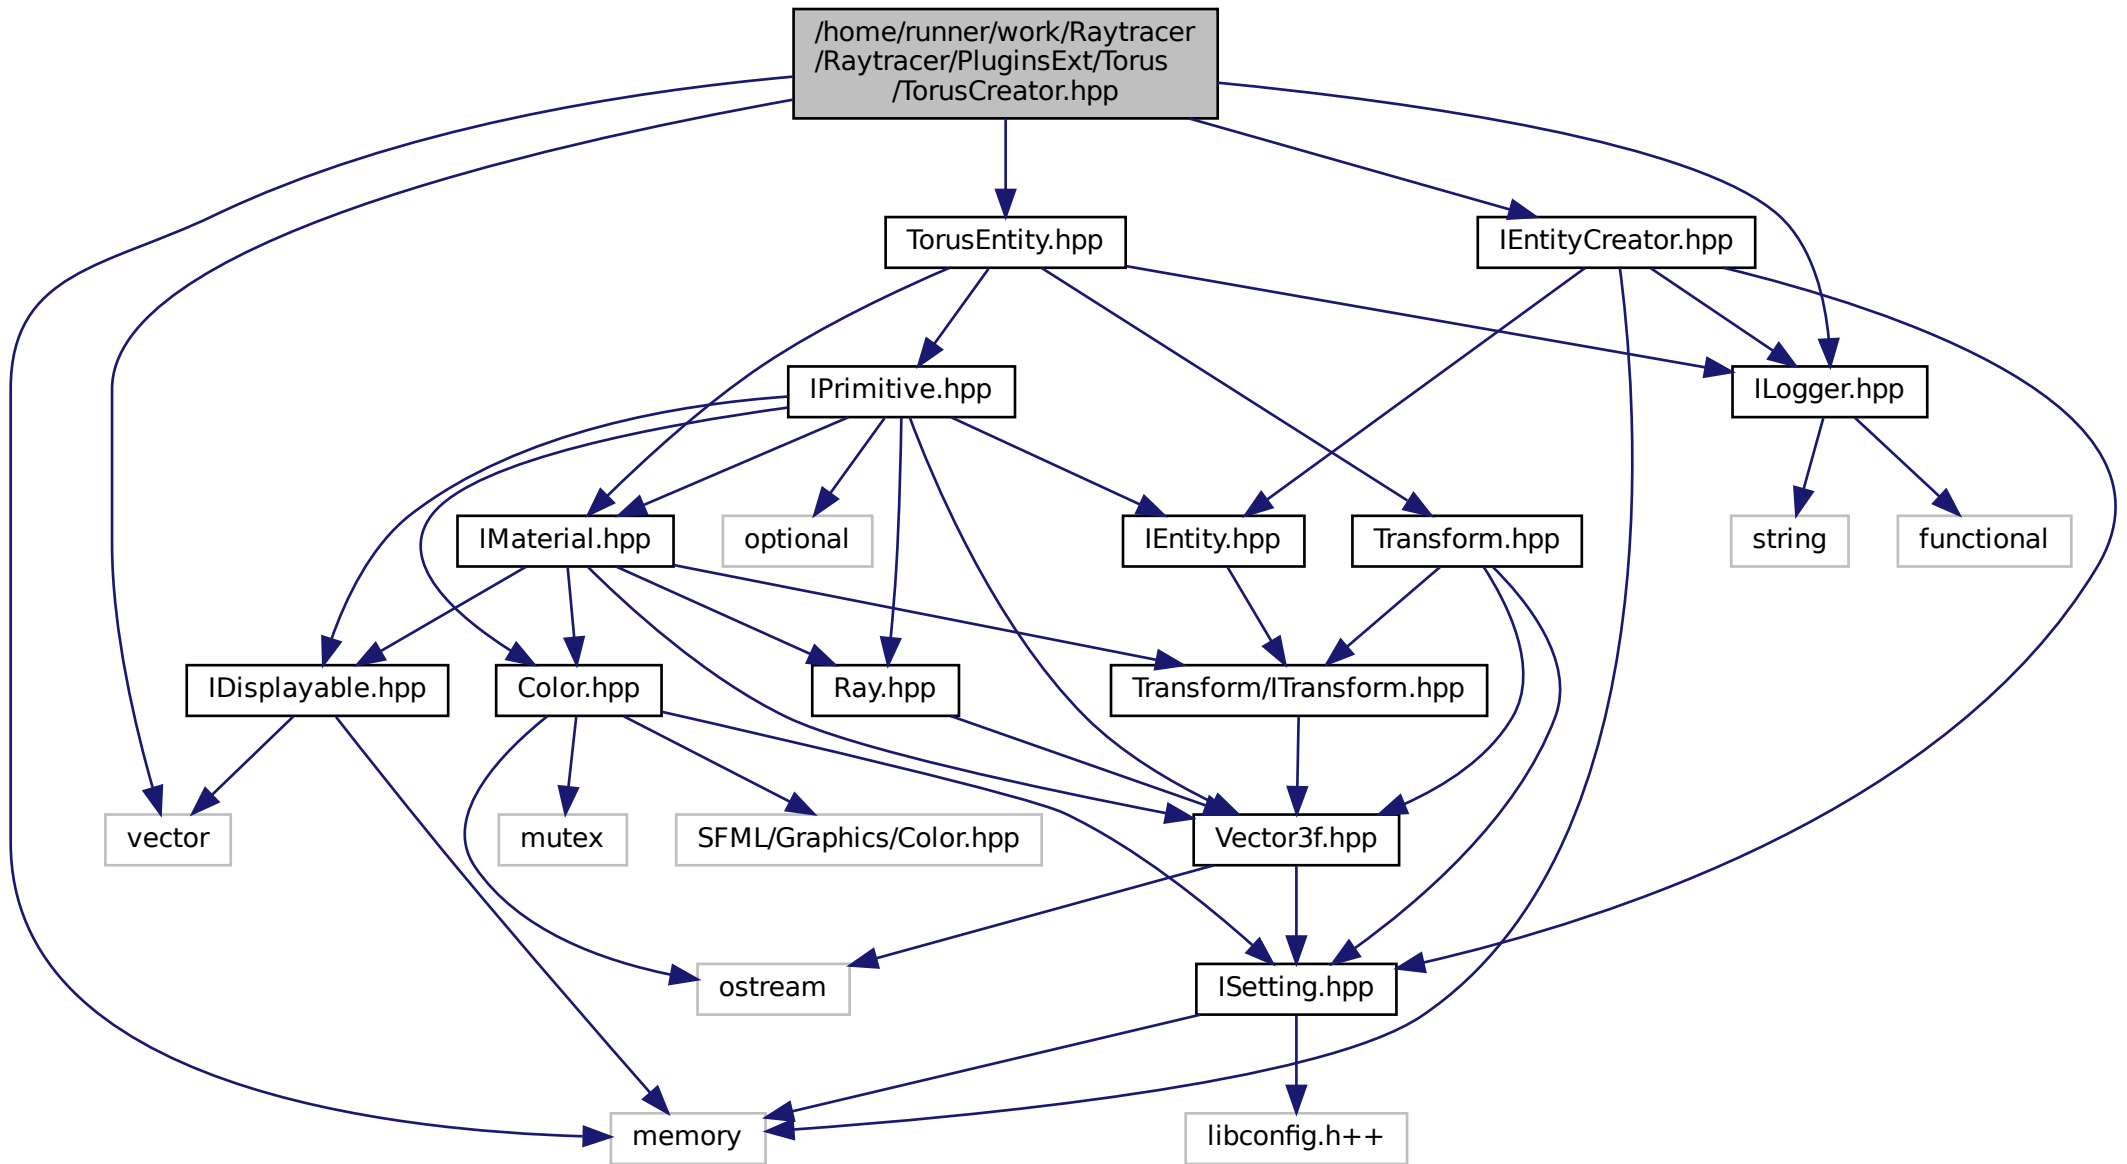 /home/runner/work/Raytracer
/Raytracer/PluginsExt/Torus
/TorusCreator.hpp
TorusEntity.hpp
IEntityCreator.hpp
IPrimitive.hpp
ILogger.hpp
IMaterial.hpp
optional
IEntity.hpp
Transform.hpp
string
functional
IDisplayable.hpp
Color.hpp
Ray.hpp
Transform/ITransform.hpp
vector
mutex
SFML/Graphics/Color.hpp
Vector3f.hpp
ostream
ISetting.hpp
memory
libconfig.h++